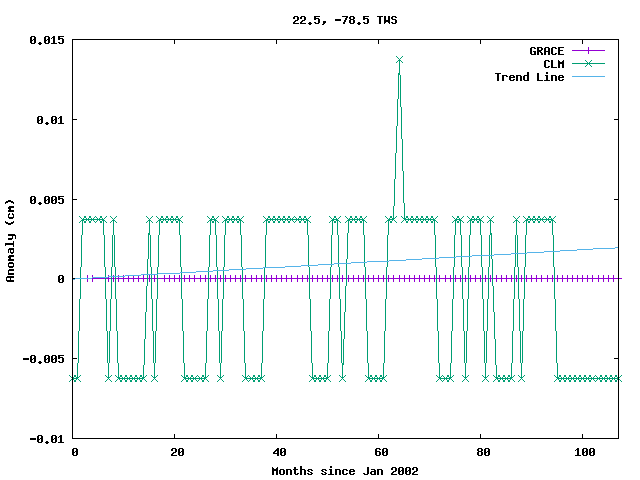 22.5, -78.5 TWS
0.015
GRACE
CLM
Trend Line
0.01
0.005
0
-0.005
-0.01
Anomaly (cm)
0 20 40 60 80 100
Months since Jan 2002